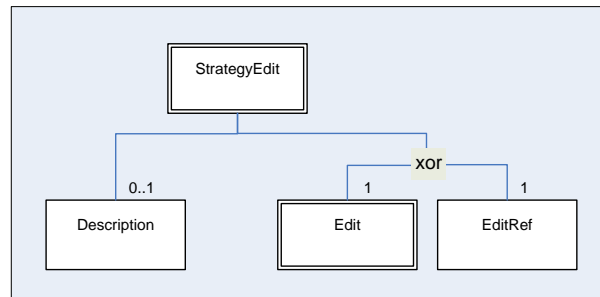 StrategyEdit
xor
0..1
1
1
Description
Edit
EditRef